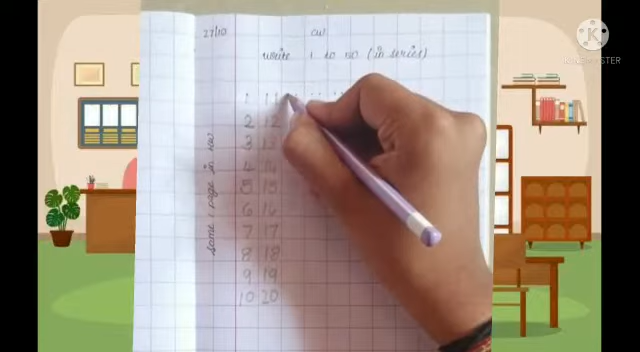 27/10 CW
write 1 to 50 (in series)
1 11
2 12
3 13
4 14
5 15
6 16
7 17
8 18
9 19
10 20
same 1 page in HW
K
KINEMASTER